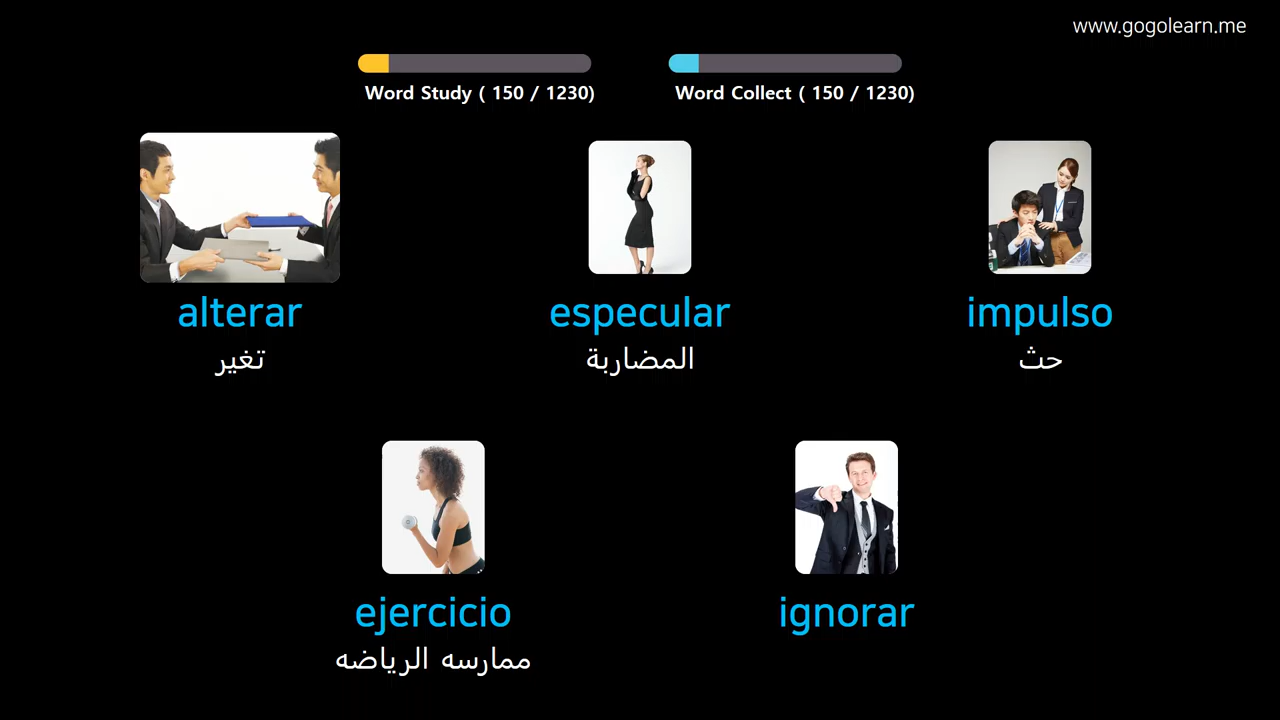 www.gogolearn.me
Word Study ( 150 / 1230)
Word Collect ( 150 / 1230)
alterar
تغير
especular
المضاربة
impulso
حث
ejercicio
ممارسه الرياضه
ignorar